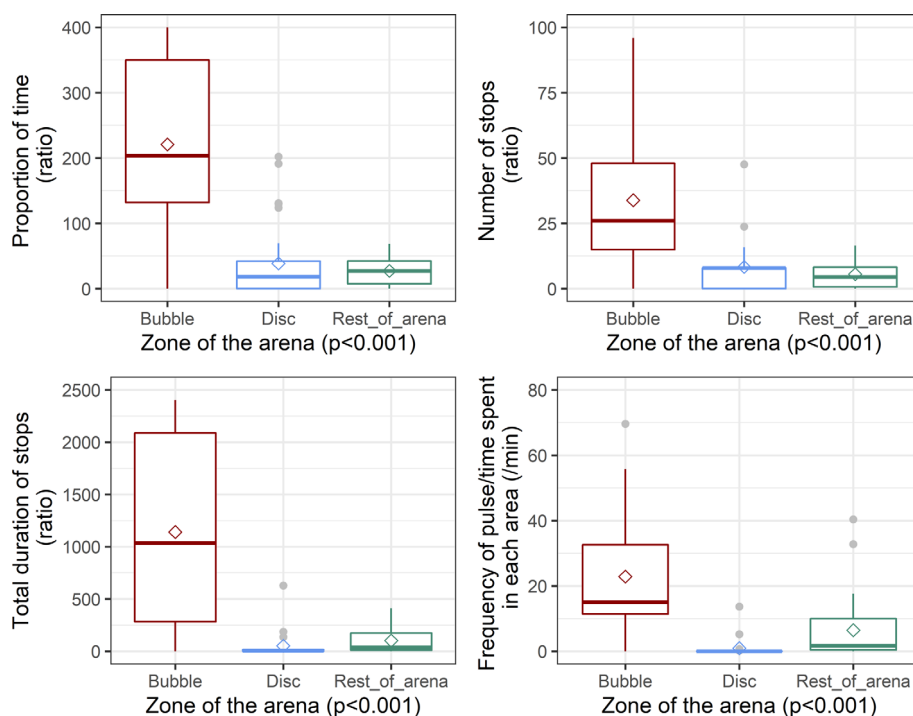 Proportion of time
(ratio)
400
300
200
100
0
Bubble
Disc
Rest_of_arena
Zone of the arena (p<0.001)
Number of stops
(ratio)
100
75
50
25
0
Bubble
Disc
Rest_of_arena
Zone of the arena (p<0.001)
Total duration of stops
(ratio)
2500
2000
1500
1000
500
0
Bubble
Disc
Rest_of_arena
Zone of the arena (p<0.001)
Frequency of pulse/time spent
in each area (/min)
80
60
40
20
0
Bubble
Disc
Rest_of_arena
Zone of the arena (p<0.001)